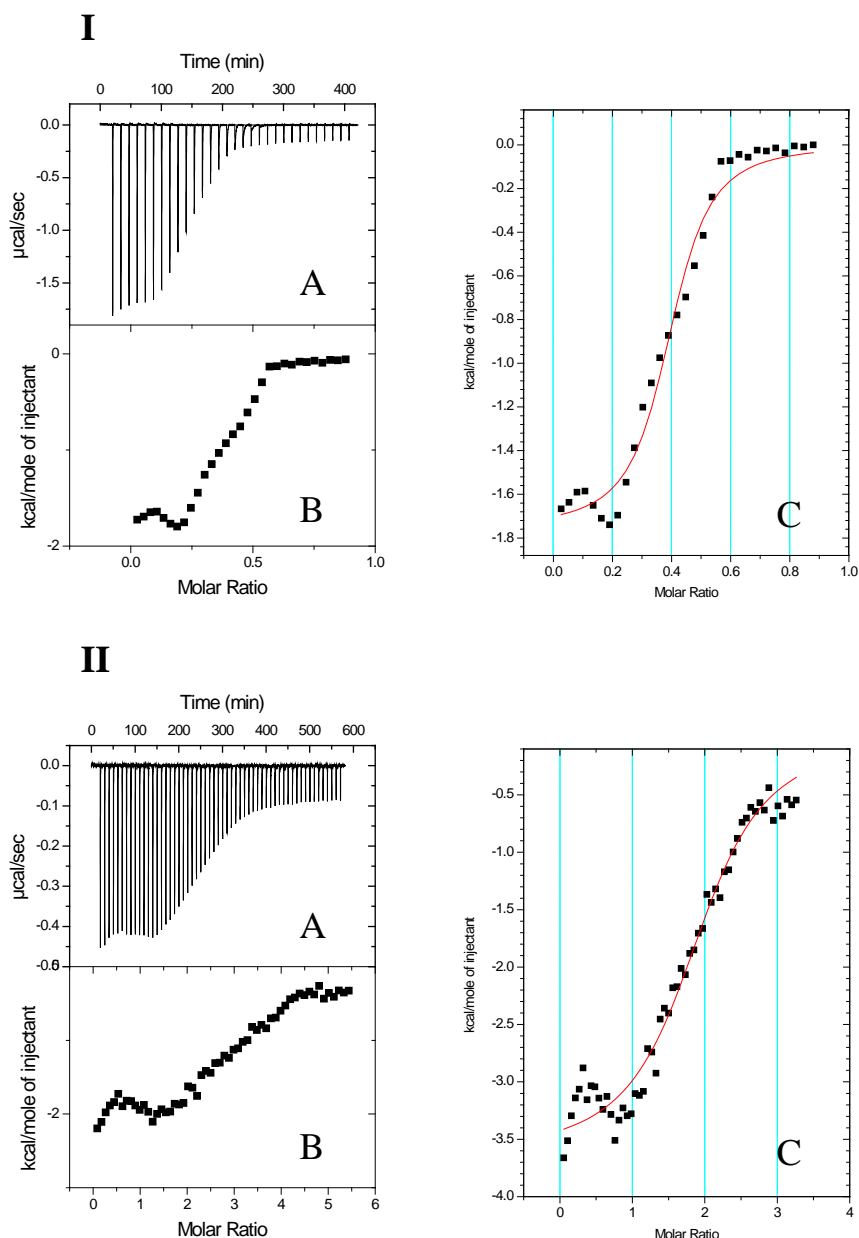 I
Time (min)
0 100 200 300 400
0.0
-0.5
-1.0
-1.5
µcal/sec
A
0
-2
kcal/mole of injectant
B
0.0 0.5 1.0
Molar Ratio
0.0
-0.2
-0.4
-0.6
-0.8
-1.0
-1.2
-1.4
-1.6
-1.8
kcal/mole of injectant
C
0.0 0.2 0.4 0.6 0.8 1.0
Molar Ratio
II
Time (min)
0 100 200 300 400 500 600
0.0
-0.1
-0.2
-0.3
-0.4
µcal/sec
A
-2
kcal/mole of injectant
B
0 1 2 3 4 5 6
Molar Ratio
-0.5
-1.0
-1.5
-2.0
-2.5
-3.0
-3.5
-4.0
kcal/mole of injectant
C
0 1 2 3 4
Molar Ratio